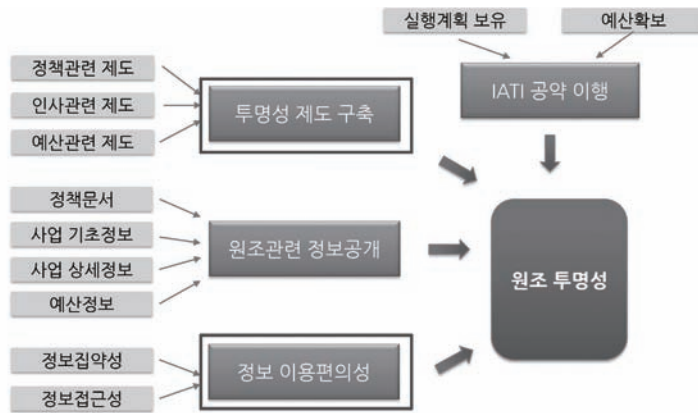 실행계획 보유
예산확보
정책관련 제도
인사관련 제도
예산관련 제도
투명성 제도 구축
IATI 공약 이행
정책문서
사업 기초정보
사업 상세정보
예산정보
원조관련 정보공개
원조 투명성
정보집약성
정보접근성
정보 이용편의성